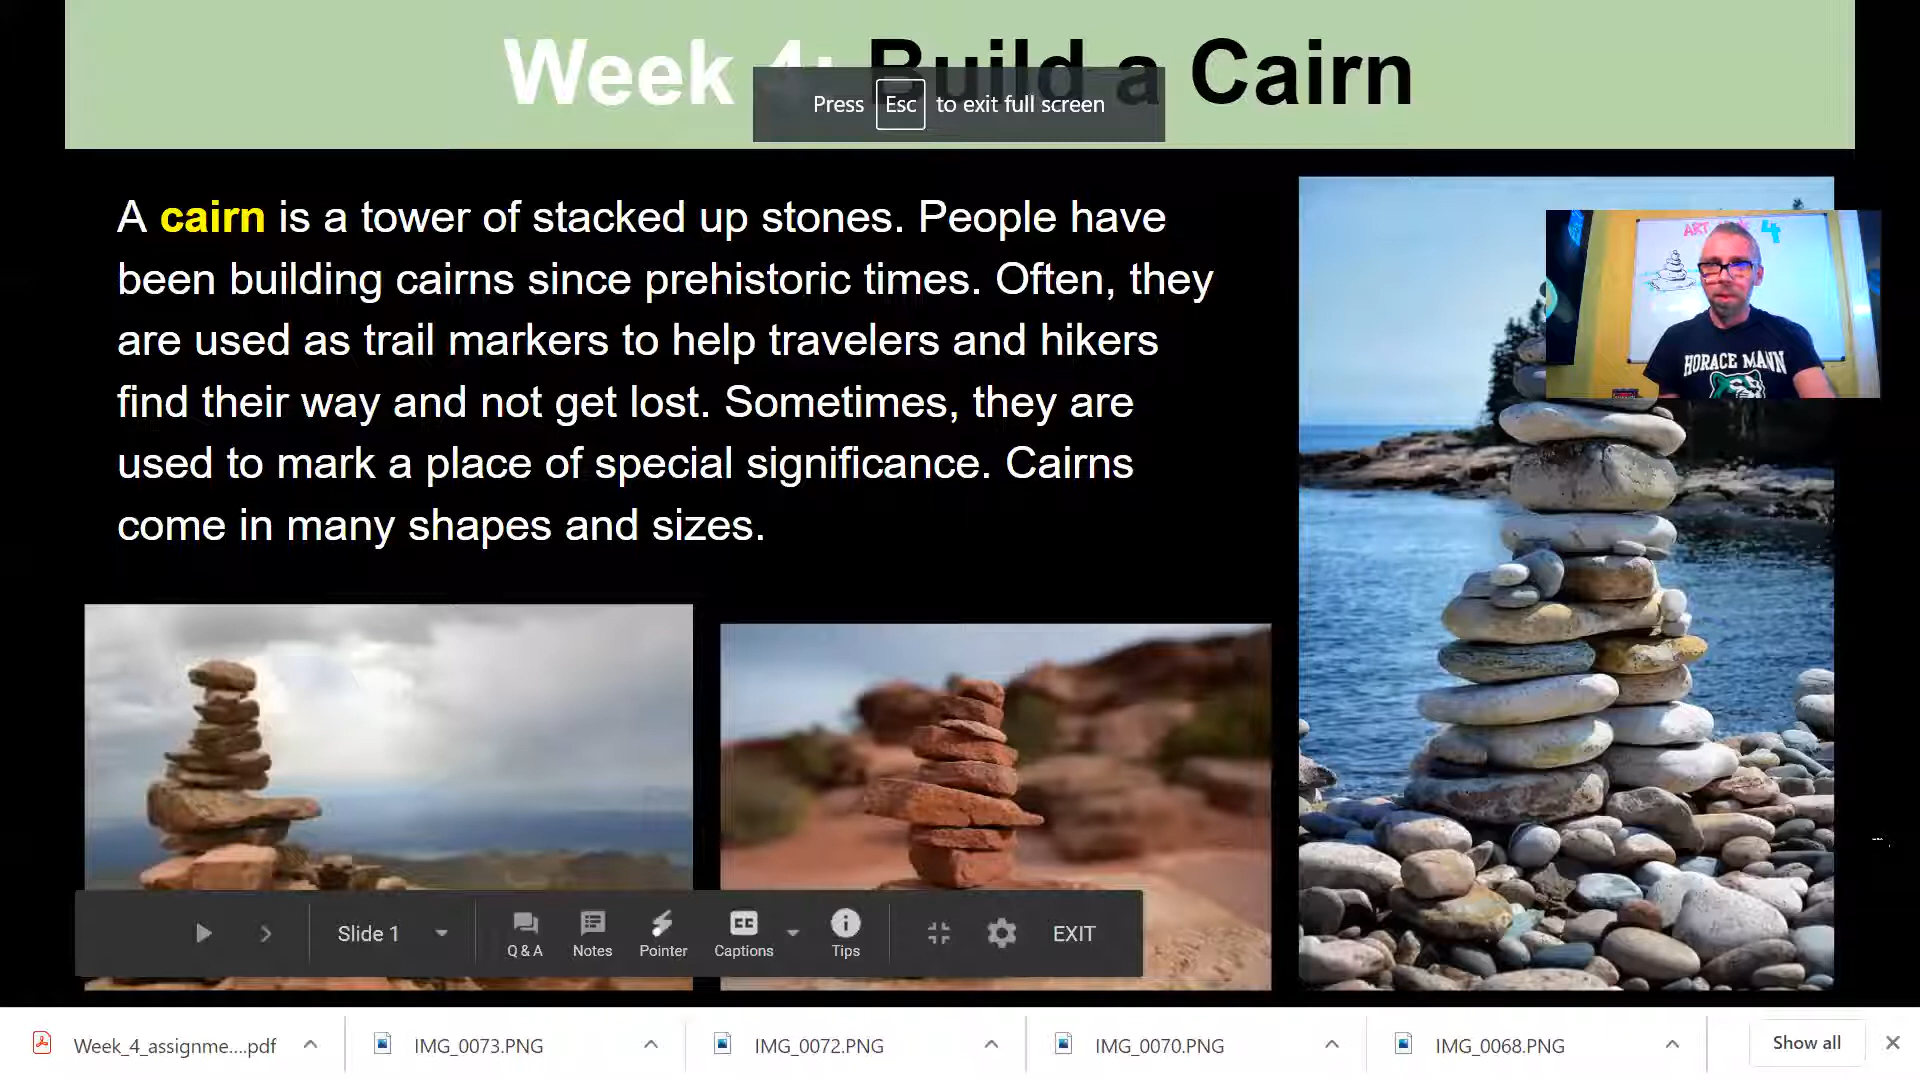 Week 4: Build a Cairn
Press Esc to exit full screen
A cairn is a tower of stacked up stones. People have
been building cairns since prehistoric times. Often, they
are used as trail markers to help travelers and hikers
find their way and not get lost. Sometimes, they are
used to mark a place of special significance. Cairns
come in many shapes and sizes.
ART 4
HORACE MANN
Slide 1
Q & A
Notes
Pointer
CC
Captions
Tips
EXIT
Week_4_assignme....pdf
IMG_0073.PNG
IMG_0072.PNG
IMG_0070.PNG
IMG_0068.PNG
Show all